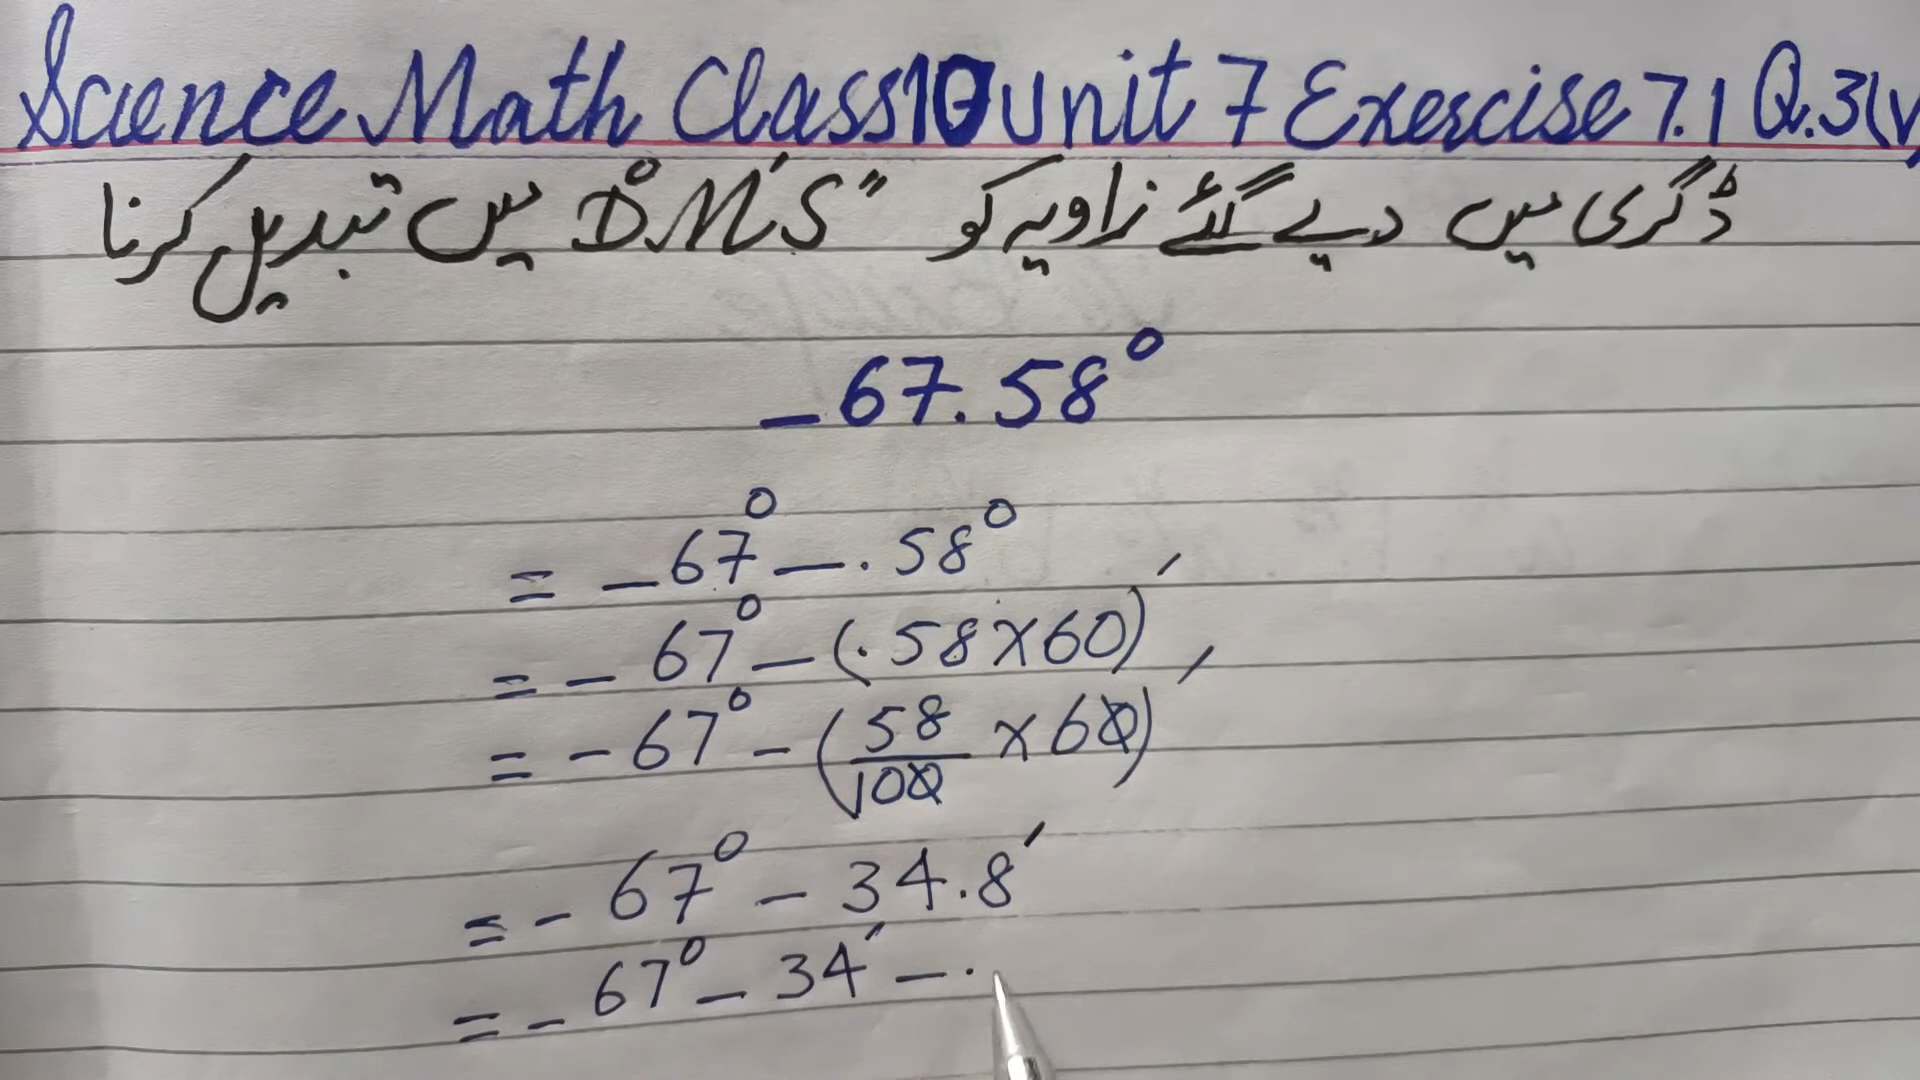 Science Math Class10 Unit 7 Exercise 7.1 Q.3(v)
ڈگری میں دیے گئے زاویہ کو D°M'S" میں تبدیل کرنا
-67.58°
= -67° - .58°
= -67° - (.58×60)'
= -67° - (58/100 × 60)'
= -67° - 34.8'
= -67° - 34' - .